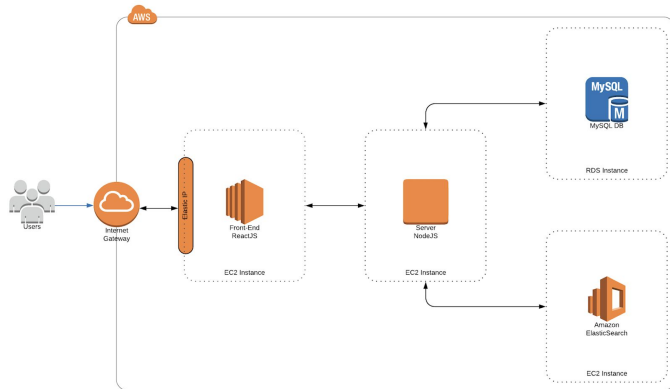 AWS
MySQL
M
MySQL DB
RDS Instance
Elastic IP
Users
Internet
Gateway
Front-End
ReactJS
EC2 Instance
Server
NodeJS
EC2 Instance
Amazon
ElasticSearch
EC2 Instance